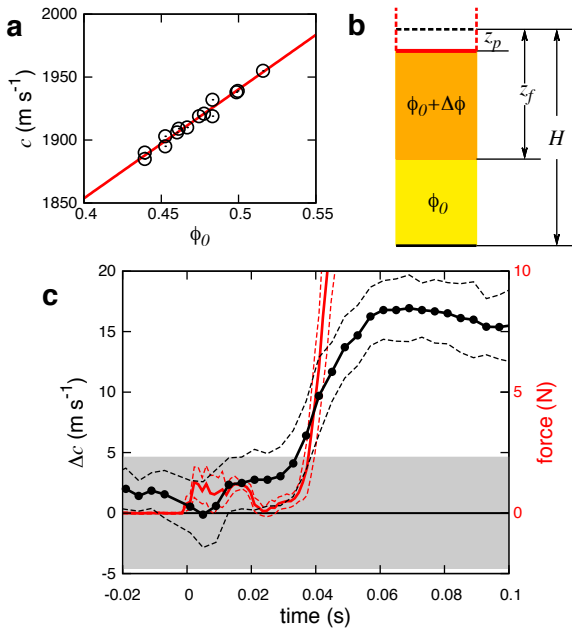 a
2000
1950
1900
1850
c (m s⁻¹)
0.4 0.45 0.5 0.55
ϕ₀
b
z_p
ϕ₀+Δϕ
z_f
H
ϕ₀
c
20
15
10
5
0
-5
Δc (m s⁻¹)
10
5
0
force (N)
-0.02 0 0.02 0.04 0.06 0.08 0.1
time (s)